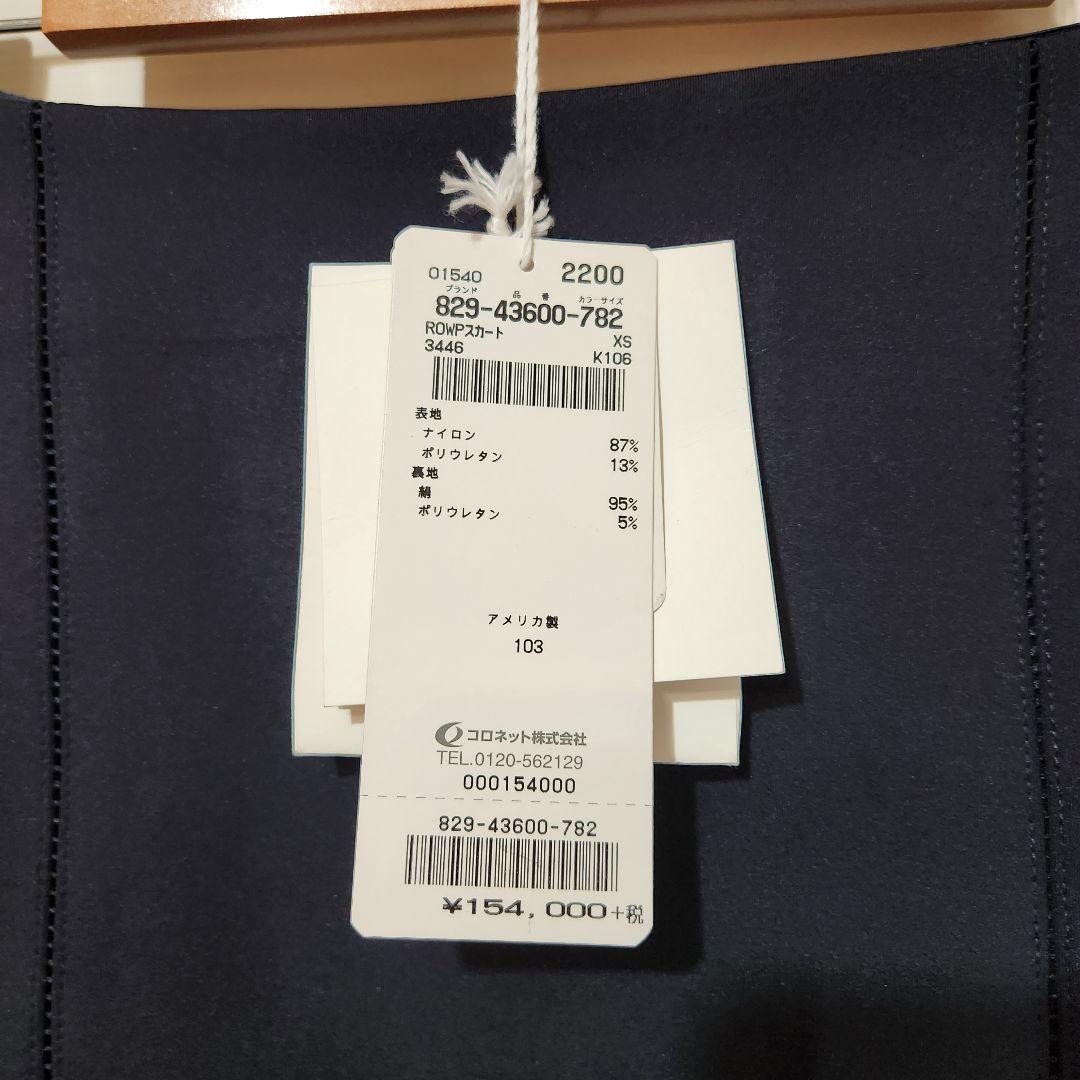 01540 2200
ブランド 品番 カラーサイズ
829-43600-782
ROWPスカート XS
3446 K106
表地
ナイロン 87%
ポリウレタン 13%
裏地
絹 95%
ポリウレタン 5%
アメリカ製
103
コロネット株式会社
TEL.0120-562129
000154000
829-43600-782
¥154,000+税